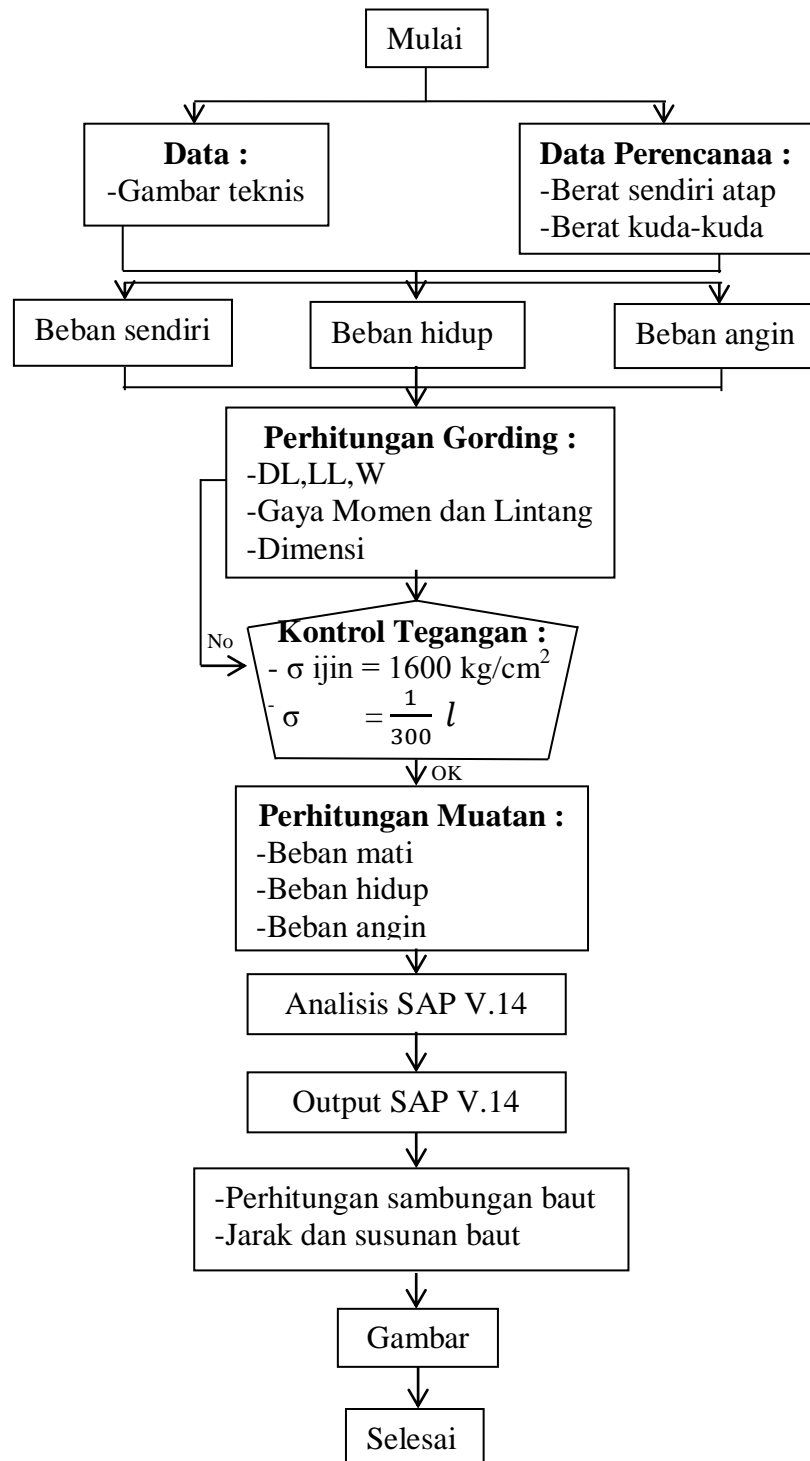 Mulai
Data :
-Gambar teknis
Data Perencanaa :
-Berat sendiri atap
-Berat kuda-kuda
Beban sendiri
Beban hidup
Beban angin
Perhitungan Gording :
-DL,LL,W
-Gaya Momen dan Lintang
-Dimensi
No
Kontrol Tegangan :
- σ ijin = 1600 kg/cm²
- σ = 1/300 l
OK
Perhitungan Muatan :
-Beban mati
-Beban hidup
-Beban angin
Analisis SAP V.14
Output SAP V.14
-Perhitungan sambungan baut
-Jarak dan susunan baut
Gambar
Selesai